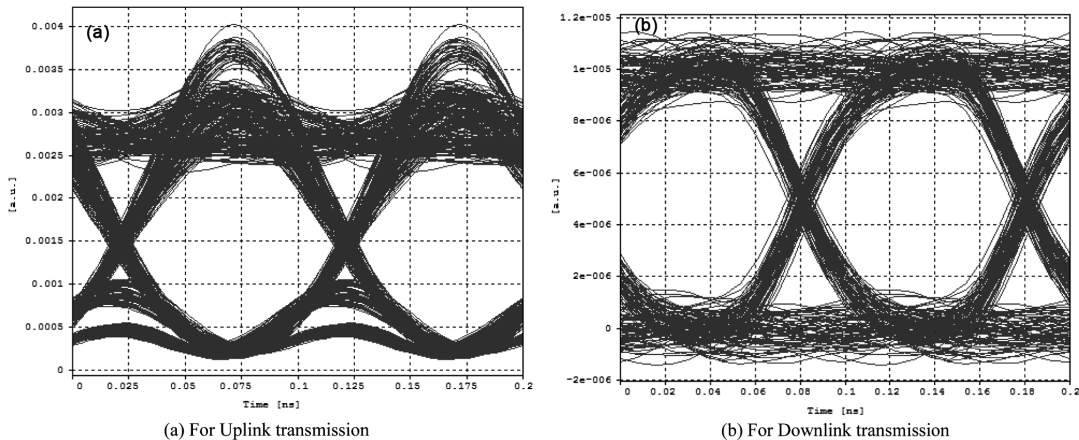 (a)
0.004
0.0035
0.003
0.0025
[a.u.]
0.002
0.0015
0.001
0.0005
0
0 0.025 0.05 0.075 0.1 0.125 0.15 0.175 0.2
Time [ns]
(a) For Uplink transmission
(b)
1.2e-005
1e-005
8e-006
6e-006
[a.u.]
4e-006
2e-006
0
-2e-006
0 0.02 0.04 0.06 0.08 0.1 0.12 0.14 0.16 0.18 0.2
Time [ns]
(b) For Downlink transmission